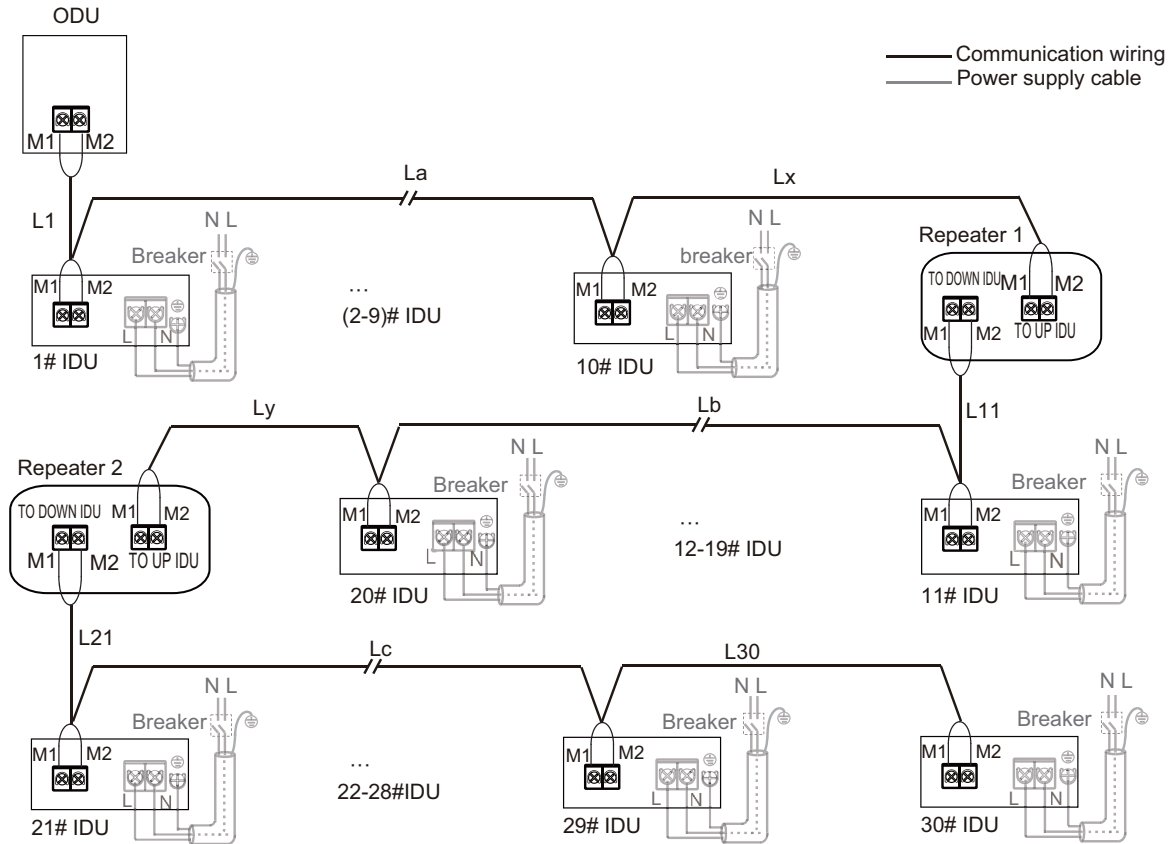 ODU
M1 M2
Communication wiring
Power supply cable
L1
La
Lx
N L
Breaker
M1 M2
L N
1# IDU
...
(2-9)# IDU
N L
breaker
M1 M2
L N
10# IDU
Repeater 1
TO DOWN IDU
M1 M2
M1 M2
TO UP IDU
L11
Ly
Lb
Repeater 2
TO DOWN IDU
M1 M2
M1 M2
TO UP IDU
N L
Breaker
M1 M2
L N
20# IDU
...
12-19# IDU
N L
Breaker
M1 M2
L N
11# IDU
L21
Lc
L30
N L
Breaker
M1 M2
L N
21# IDU
...
22-28#IDU
N L
Breaker
M1 M2
L N
29# IDU
N L
Breaker
M1 M2
L N
30# IDU